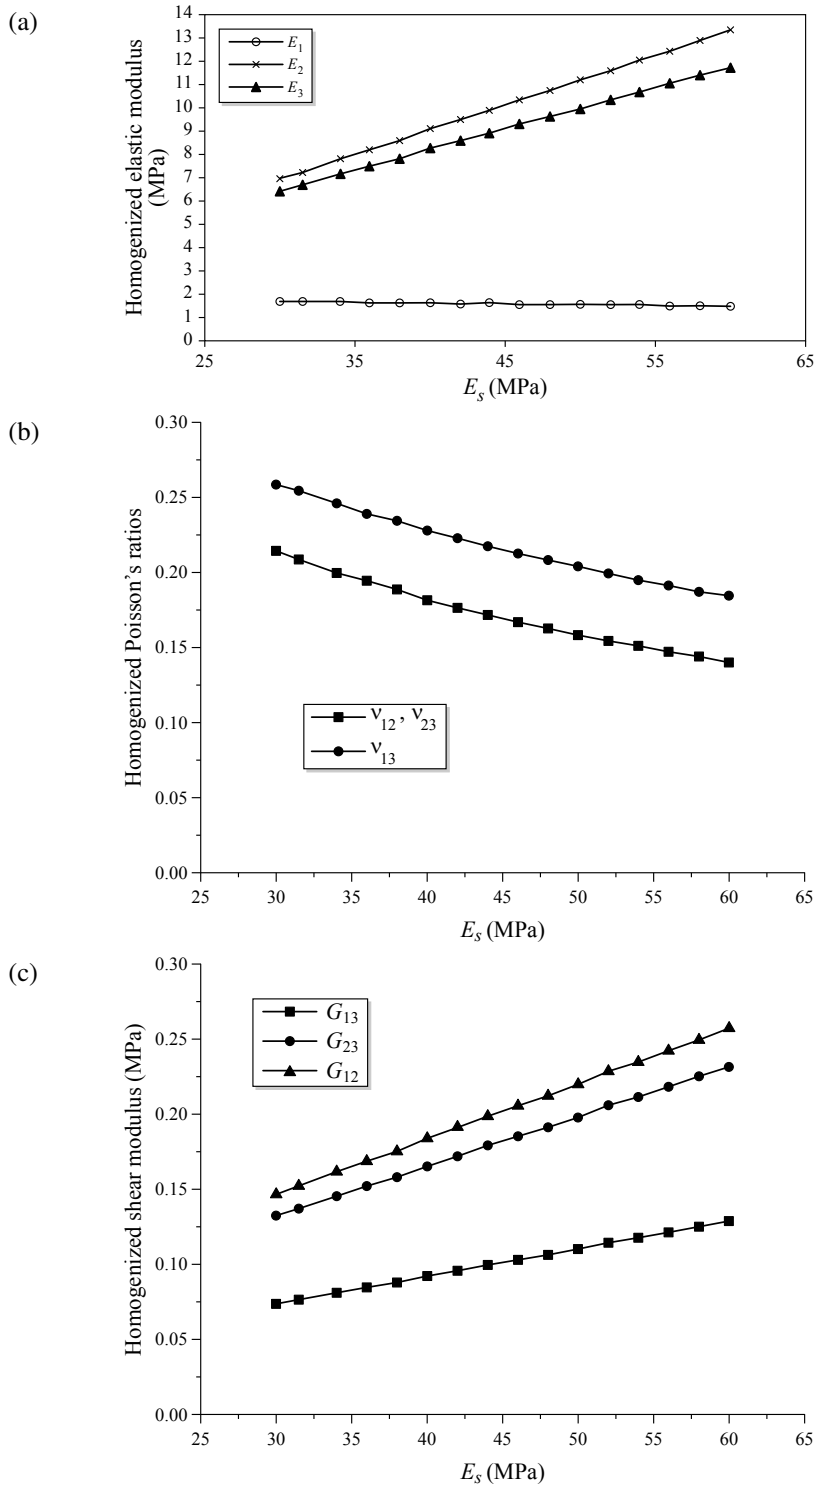 (a)
Homogenized elastic modulus
(MPa)
14
13
12
11
10
9
8
7
6
5
4
3
2
1
0
E1
E2
E3
25
35
45
55
65
Es (MPa)
(b)
Homogenized Poisson's ratios
0.30
0.25
0.20
0.15
0.10
0.05
0.00
ν12 , ν23
ν13
25
30
35
40
45
50
55
60
65
Es (MPa)
(c)
Homogenized shear modulus (MPa)
0.30
0.25
0.20
0.15
0.10
0.05
0.00
G13
G23
G12
25
30
35
40
45
50
55
60
65
Es (MPa)